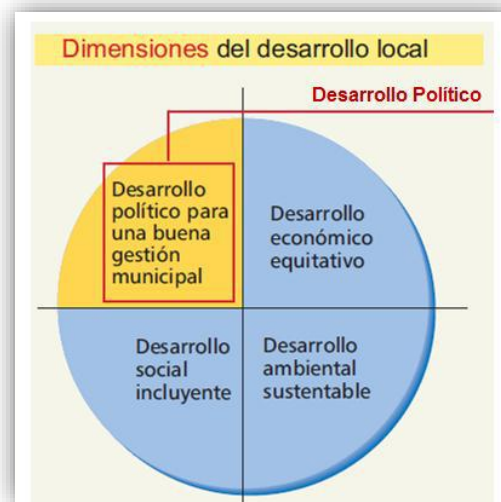 Dimensiones del desarrollo local
Desarrollo Político
Desarrollo
político para
una buena
gestión
municipal
Desarrollo
económico
equitativo
Desarrollo
social
incluyente
Desarrollo
ambiental
sustentable